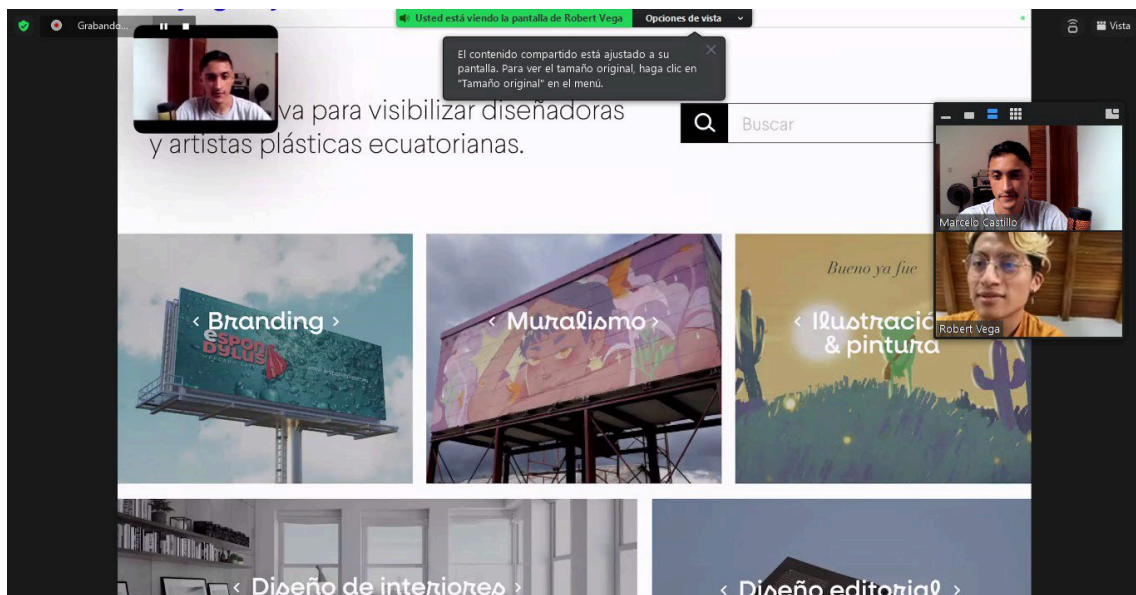 Grabando...
Usted está viendo la pantalla de Robert Vega
Opciones de vista
Vista
El contenido compartido está ajustado a su
pantalla. Para ver el tamaño original, haga clic en
"Tamaño original" en el menú.
va para visibilizar diseñadoras
y artistas plásticas ecuatorianas.
Buscar
Marcelo Castillo
Robert Vega
‹ Branding ›
eSPON
DYLUS
‹ Muralismo ›
Bueno ya fue
‹ Ilustració
& pintura
‹ Diseño de interiores ›
‹ Diseño editorial ›